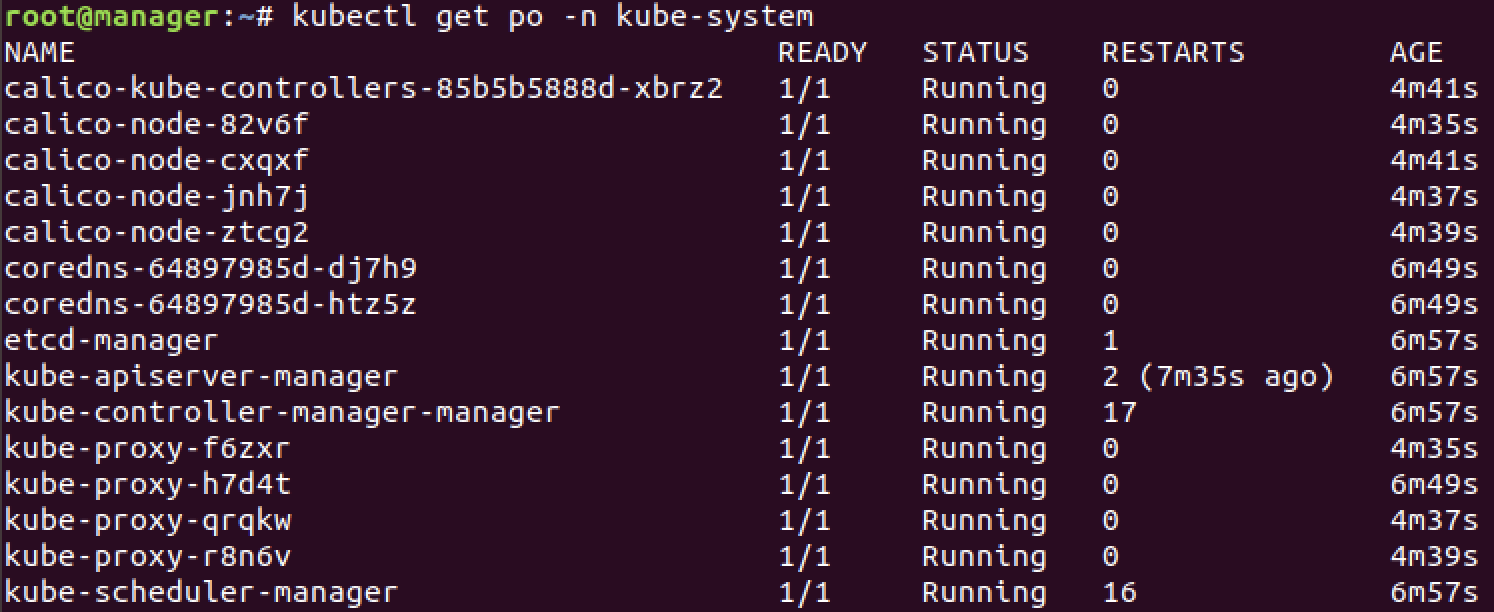 root@manager:~# kubectl get po -n kube-system
NAME READY STATUS RESTARTS AGE
calico-kube-controllers-85b5b5888d-xbrz2 1/1 Running 0 4m41s
calico-node-82v6f 1/1 Running 0 4m35s
calico-node-cxqxf 1/1 Running 0 4m41s
calico-node-jnh7j 1/1 Running 0 4m37s
calico-node-ztcg2 1/1 Running 0 4m39s
coredns-64897985d-dj7h9 1/1 Running 0 6m49s
coredns-64897985d-htz5z 1/1 Running 0 6m49s
etcd-manager 1/1 Running 1 6m57s
kube-apiserver-manager 1/1 Running 2 (7m35s ago) 6m57s
kube-controller-manager-manager 1/1 Running 17 6m57s
kube-proxy-f6zxr 1/1 Running 0 4m35s
kube-proxy-h7d4t 1/1 Running 0 6m49s
kube-proxy-qrqkw 1/1 Running 0 4m37s
kube-proxy-r8n6v 1/1 Running 0 4m39s
kube-scheduler-manager 1/1 Running 16 6m57s